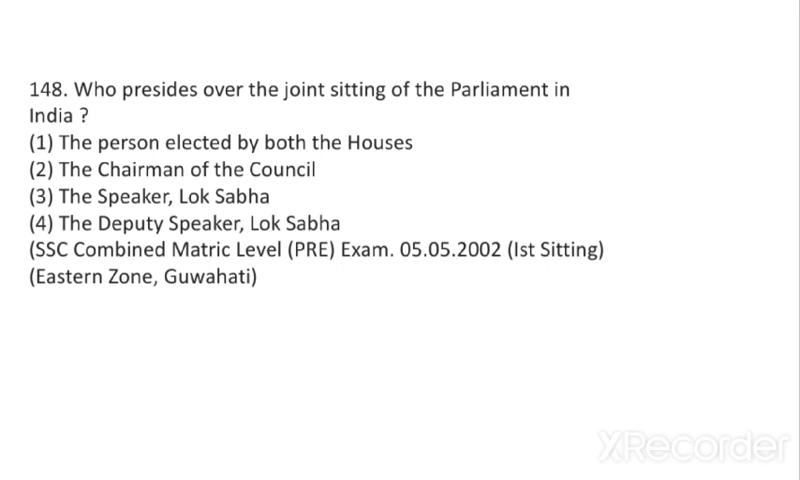 148. Who presides over the joint sitting of the Parliament in
India ?
(1) The person elected by both the Houses
(2) The Chairman of the Council
(3) The Speaker, Lok Sabha
(4) The Deputy Speaker, Lok Sabha
(SSC Combined Matric Level (PRE) Exam. 05.05.2002 (Ist Sitting)
(Eastern Zone, Guwahati)
XRecorder